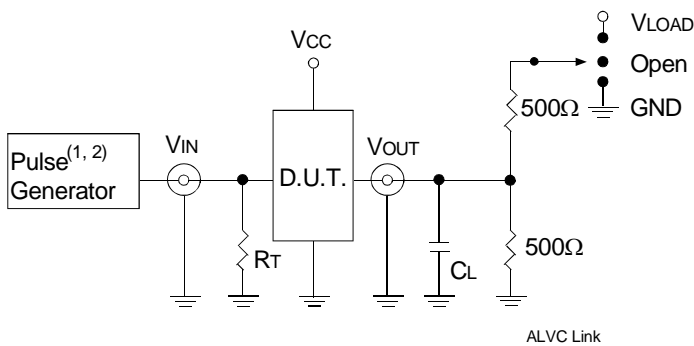 VLOAD
VCC
Open
500Ω
GND
Pulse(1, 2)
Generator
VIN
D.U.T.
VOUT
RT
CL
500Ω
ALVC Link